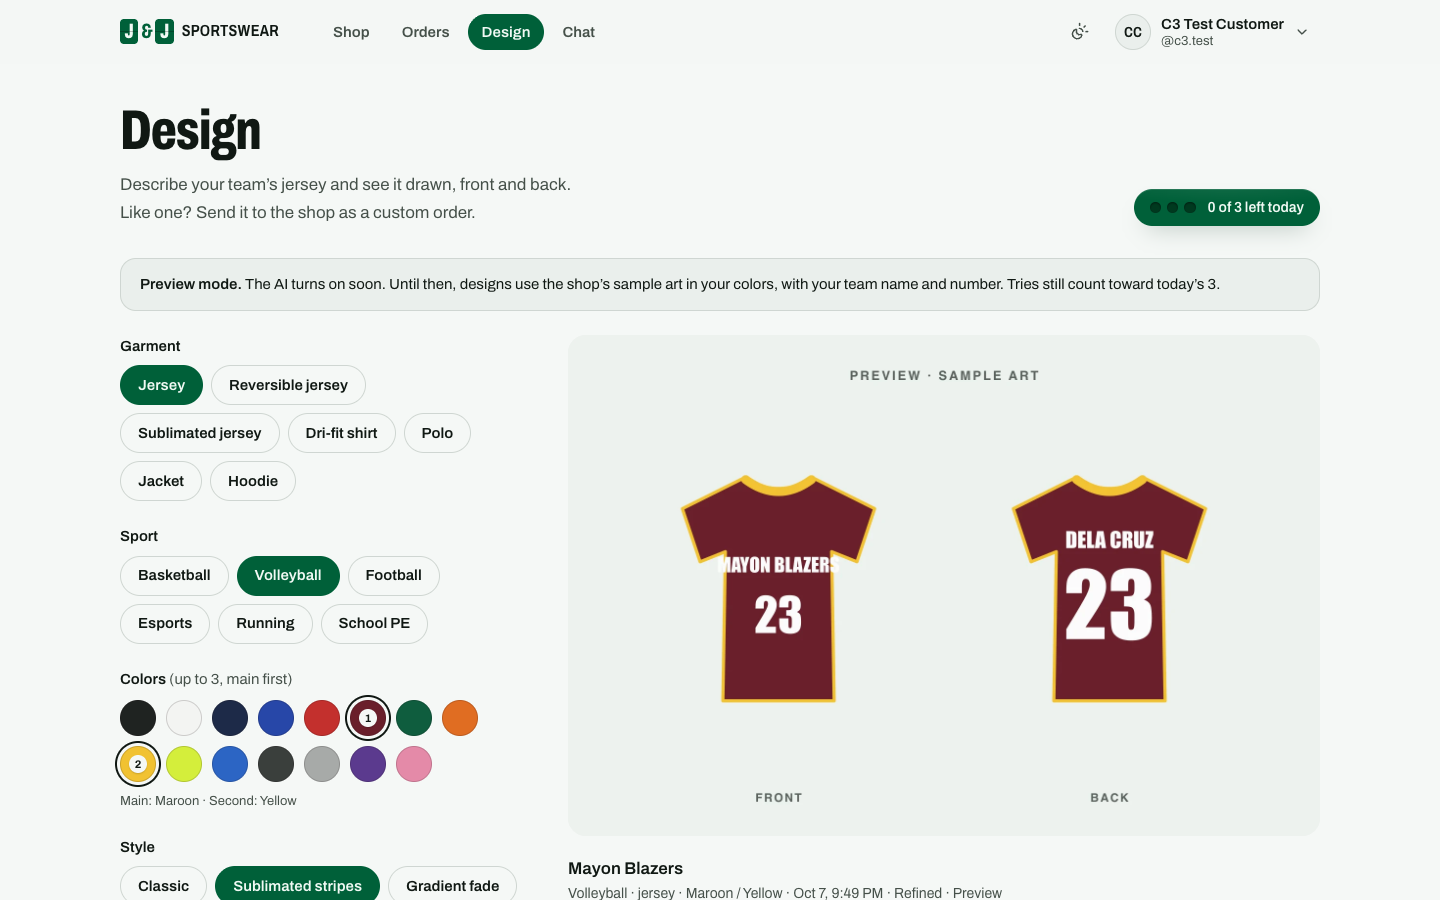 J & J SPORTSWEAR
Shop
Orders
Design
Chat
CC
C3 Test Customer
@c3.test
Design
Describe your team's jersey and see it drawn, front and back.
Like one? Send it to the shop as a custom order.
0 of 3 left today
Preview mode. The AI turns on soon. Until then, designs use the shop's sample art in your colors, with your team name and number. Tries still count toward today's 3.
Garment
Jersey
Reversible jersey
Sublimated jersey
Dri-fit shirt
Polo
Jacket
Hoodie
Sport
Basketball
Volleyball
Football
Esports
Running
School PE
Colors (up to 3, main first)
1
2
Main: Maroon · Second: Yellow
Style
Classic
Sublimated stripes
Gradient fade
PREVIEW · SAMPLE ART
MAYON BLAZERS
23
DELA CRUZ
23
FRONT
BACK
Mayon Blazers
Volleyball · jersey · Maroon / Yellow · Oct 7, 9:49 PM · Refined · Preview